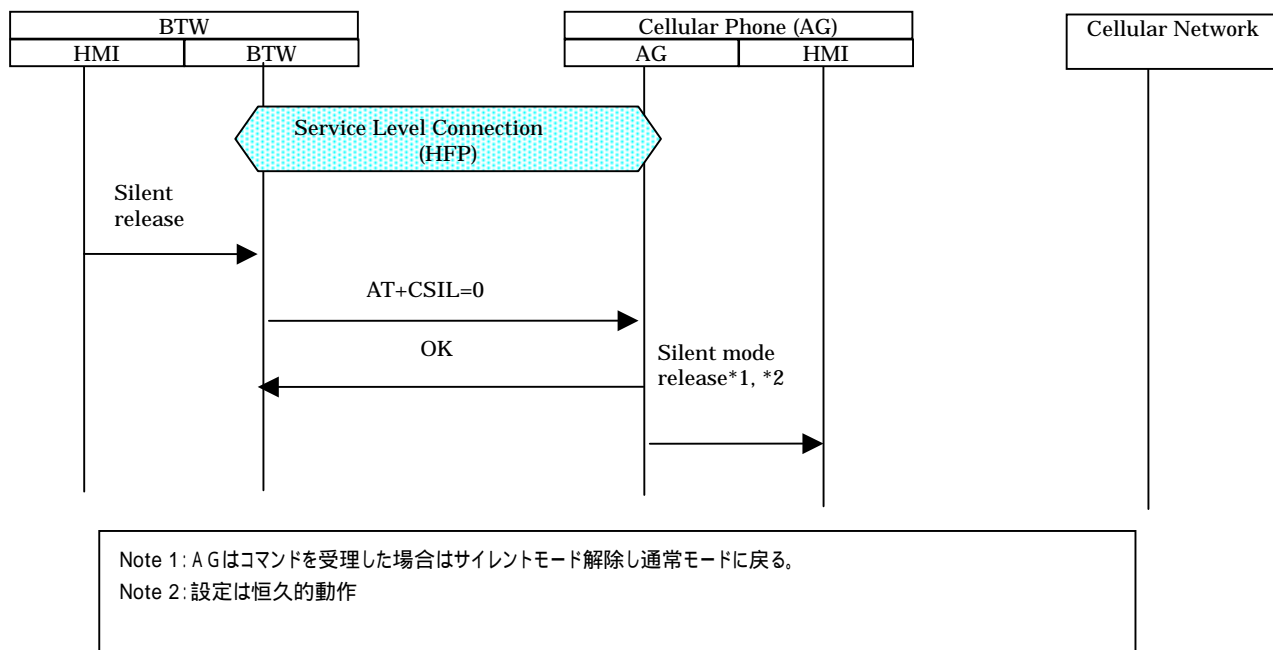 BTW
Cellular Phone (AG)
Cellular Network
HMI
BTW
AG
HMI
Service Level Connection
(HFP)
Silent
release
AT+CSIL=0
OK
Silent mode
release*1, *2
Note 1:AGはコマンドを受理した場合はサイレントモード解除し通常モードに戻る。
Note 2:設定は恒久的動作